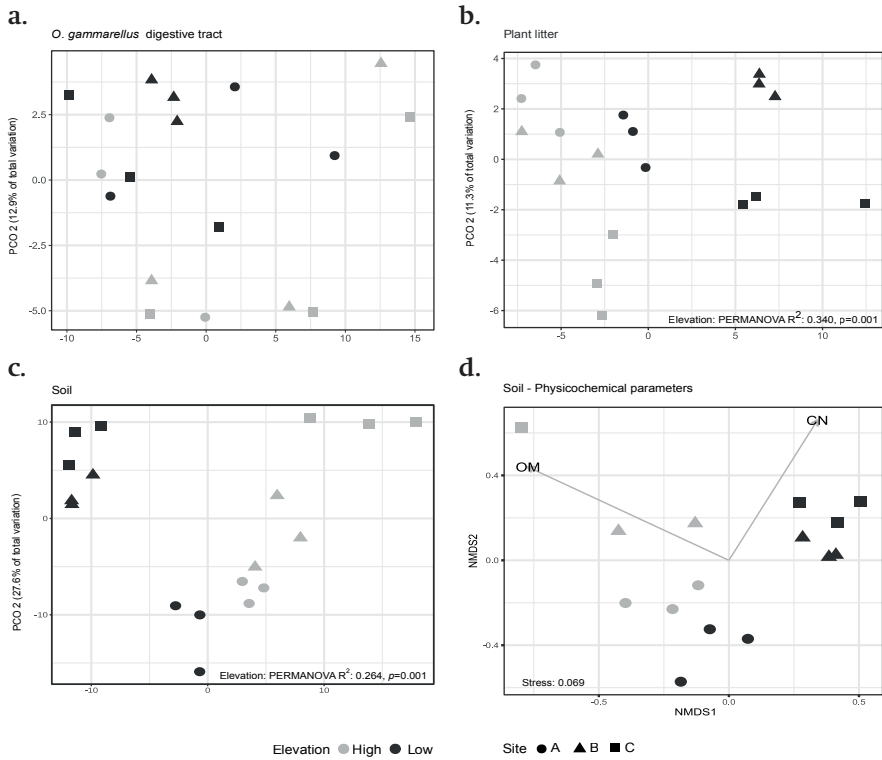 a.
O. gammarellus digestive tract
PCO 2 (12.9% of total variation)
2.5
0.0
-2.5
-5.0
-10
-5
0
5
10
15
b.
Plant litter
PCO 2 (11.3% of total variation)
4
2
0
-2
-4
-6
-5
0
5
10
Elevation: PERMANOVA R²: 0.340, p=0.001
c.
Soil
PCO 2 (27.6% of total variation)
10
0
-10
-10
0
10
Elevation: PERMANOVA R²: 0.264, p=0.001
d.
Soil - Physicochemical parameters
NMDS2
0.4
0.0
-0.4
CN
OM
Stress: 0.069
-0.5
0.0
0.5
NMDS1
Elevation High Low
Site A B C